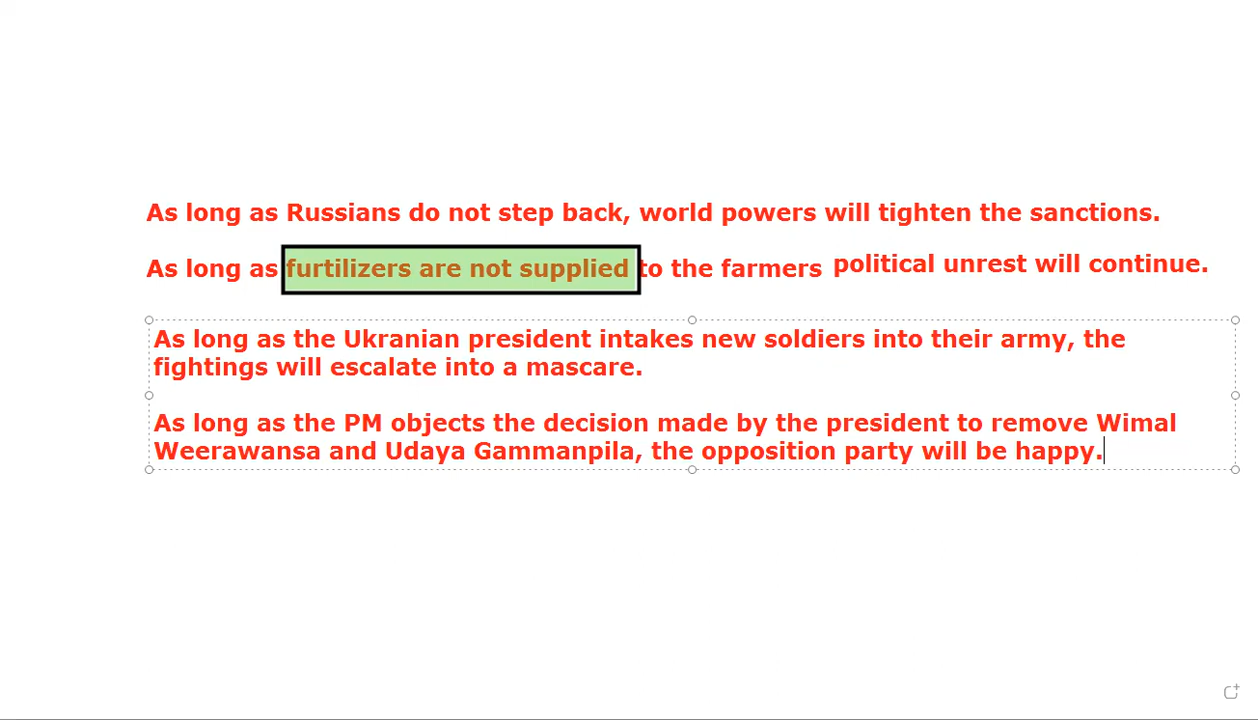 As long as Russians do not step back, world powers will tighten the sanctions.
As long as furtilizers are not supplied to the farmers political unrest will continue.
As long as the Ukranian president intakes new soldiers into their army, the
fightings will escalate into a mascare.
As long as the PM objects the decision made by the president to remove Wimal
Weerawansa and Udaya Gammanpila, the opposition party will be happy.